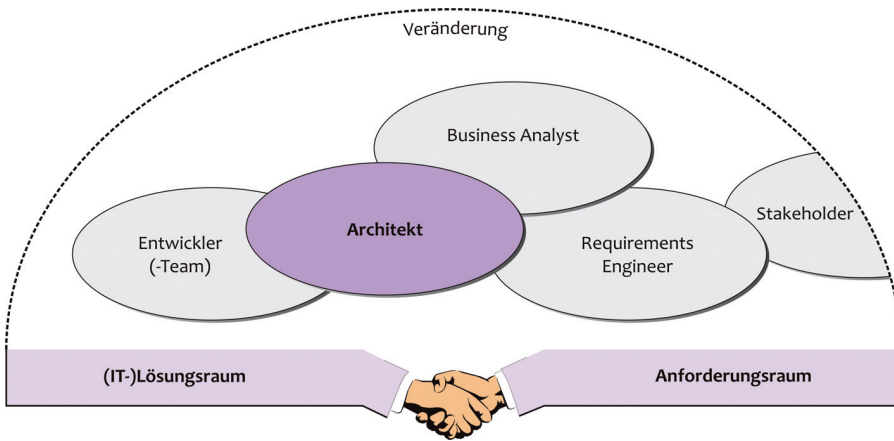 Veränderung
Business Analyst
Stakeholder
Entwickler
(-Team)
Architekt
Requirements
Engineer
(IT-)Lösungsraum
Anforderungsraum